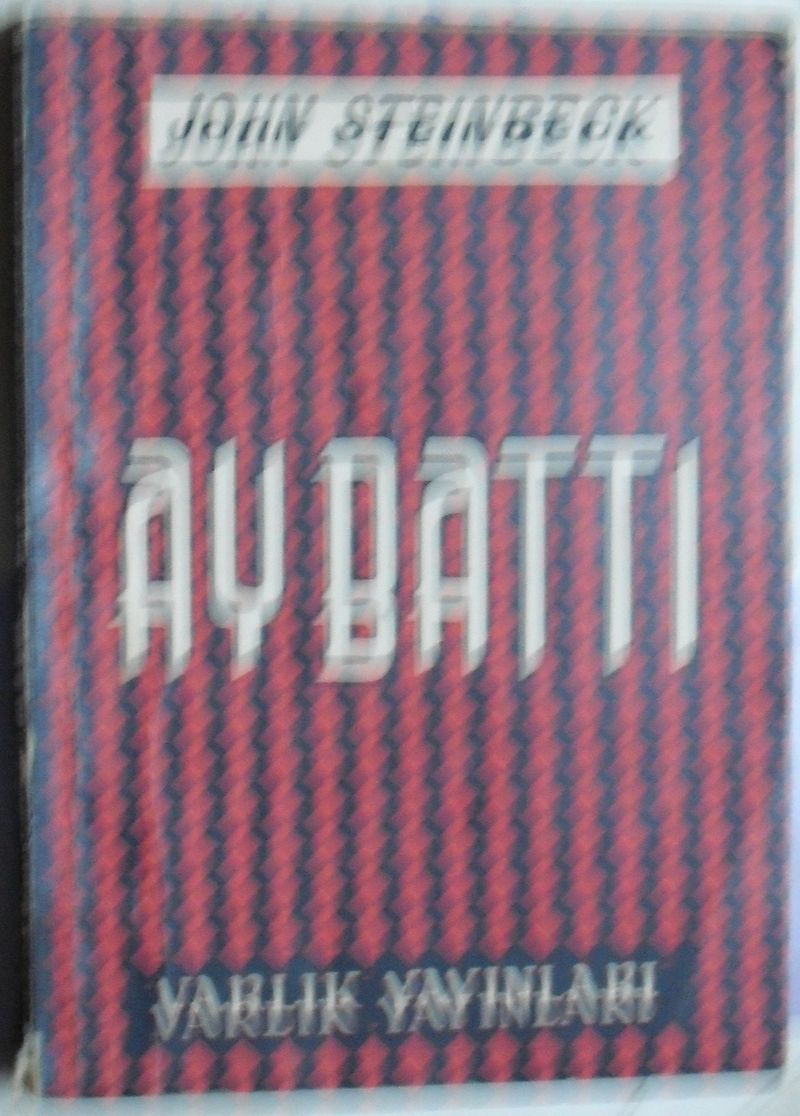 JOHN STEINBECK
AY BATTI
VARLIK YAYINLARI